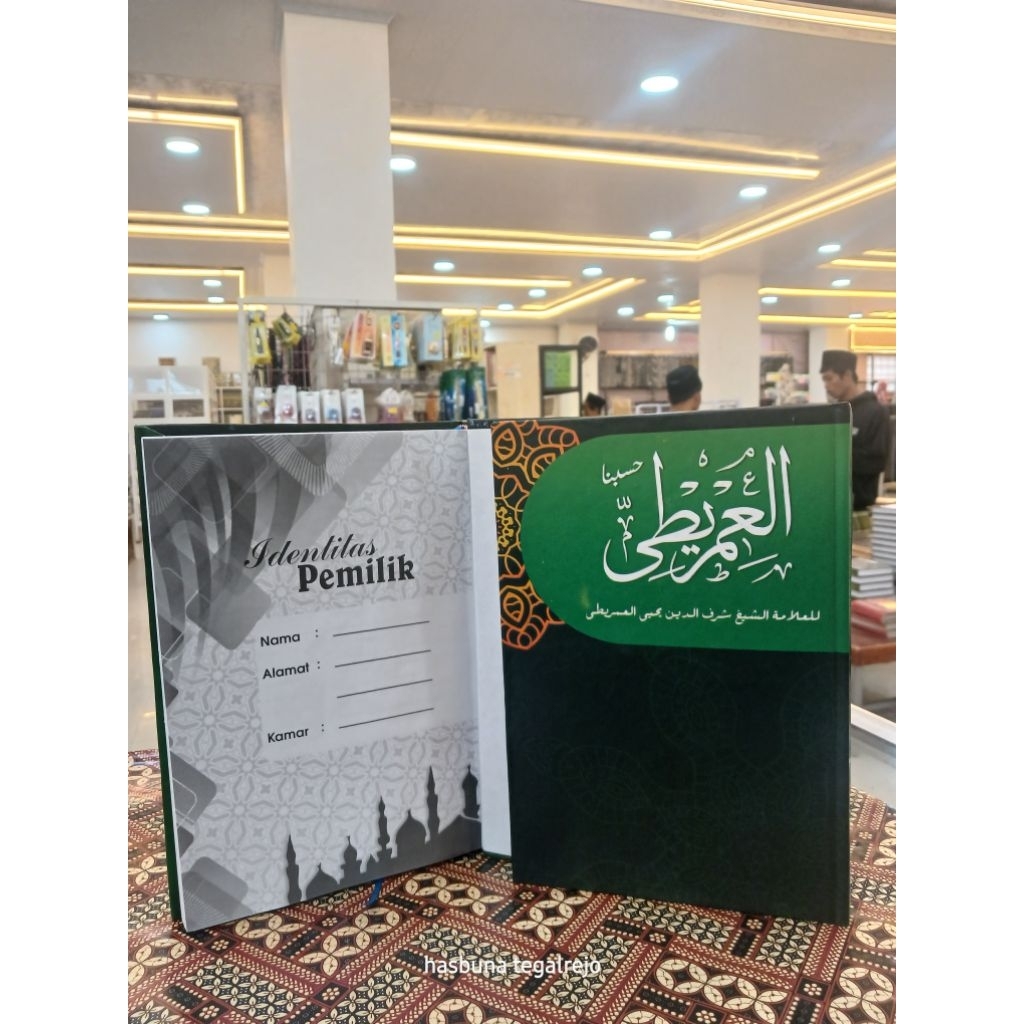 Identitas
Pemilik
Nama :
Alamat :
Kamar :
حسبنا
العمريطي
للعلامة الشيخ شرف الدين يحيى العمريطى
hasbuna tegalrejo